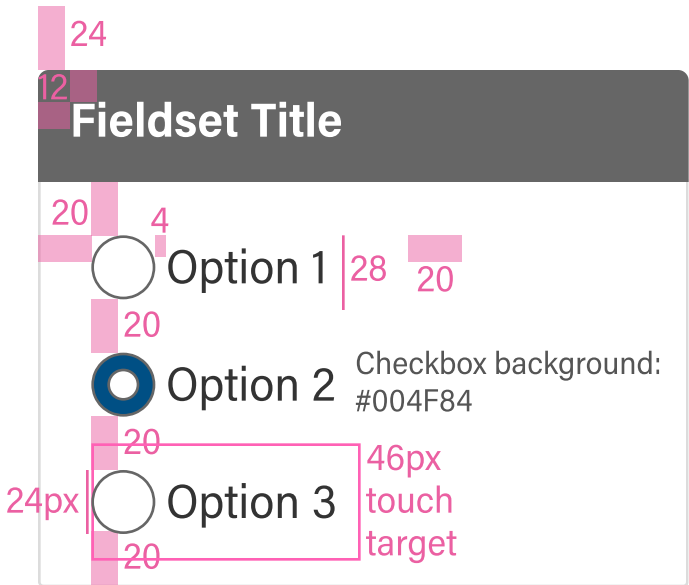 24
12
Fieldset Title
20
4
Option 1
28
20
20
Option 2
Checkbox background:
#004F84
20
24px
Option 3
46px
touch
target
20